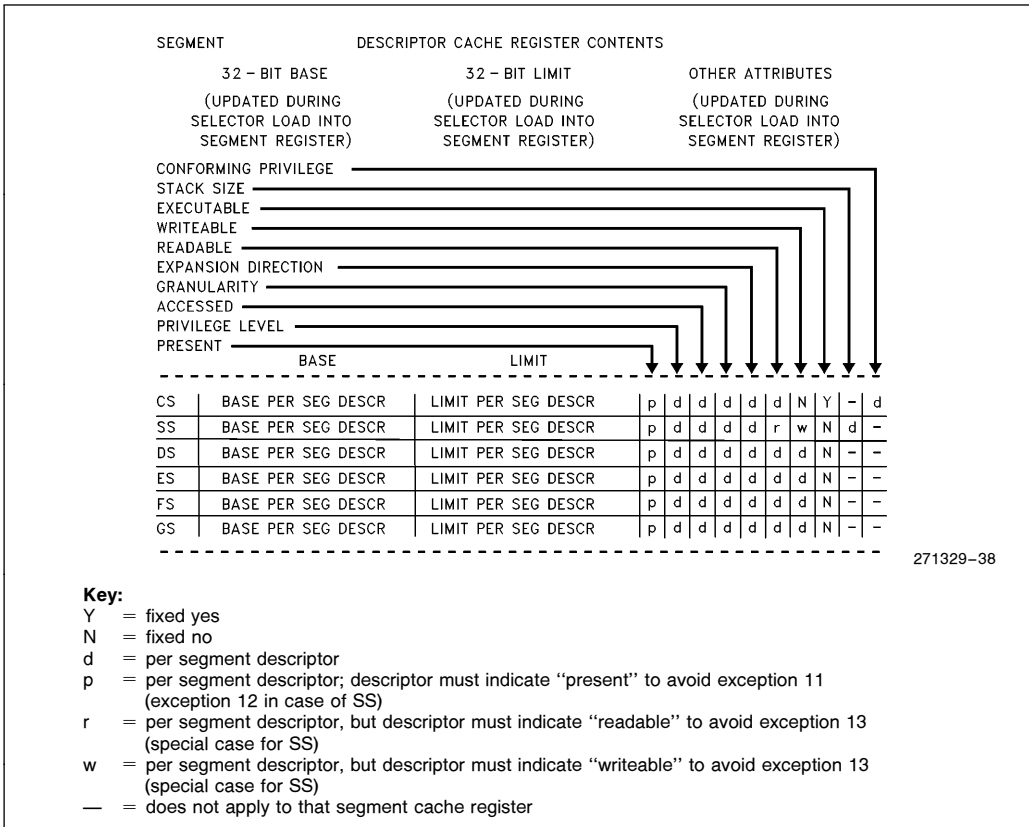 SEGMENT DESCRIPTOR CACHE REGISTER CONTENTS
32 – BIT BASE 32 – BIT LIMIT OTHER ATTRIBUTES
(UPDATED DURING (UPDATED DURING (UPDATED DURING
SELECTOR LOAD INTO SELECTOR LOAD INTO SELECTOR LOAD INTO
SEGMENT REGISTER) SEGMENT REGISTER) SEGMENT REGISTER)
CONFORMING PRIVILEGE
STACK SIZE
EXECUTABLE
WRITEABLE
READABLE
EXPANSION DIRECTION
GRANULARITY
ACCESSED
PRIVILEGE LEVEL
PRESENT
BASE LIMIT
CS BASE PER SEG DESCR LIMIT PER SEG DESCR p d d d d d N Y – d
SS BASE PER SEG DESCR LIMIT PER SEG DESCR p d d d d r w N d –
DS BASE PER SEG DESCR LIMIT PER SEG DESCR p d d d d d d N – –
ES BASE PER SEG DESCR LIMIT PER SEG DESCR p d d d d d d N – –
FS BASE PER SEG DESCR LIMIT PER SEG DESCR p d d d d d d N – –
GS BASE PER SEG DESCR LIMIT PER SEG DESCR p d d d d d d N – –
271329–38
Key:
Y = fixed yes
N = fixed no
d = per segment descriptor
p = per segment descriptor; descriptor must indicate ‘‘present’’ to avoid exception 11
(exception 12 in case of SS)
r = per segment descriptor, but descriptor must indicate ‘‘readable’’ to avoid exception 13
(special case for SS)
w = per segment descriptor, but descriptor must indicate ‘‘writeable’’ to avoid exception 13
(special case for SS)
— = does not apply to that segment cache register